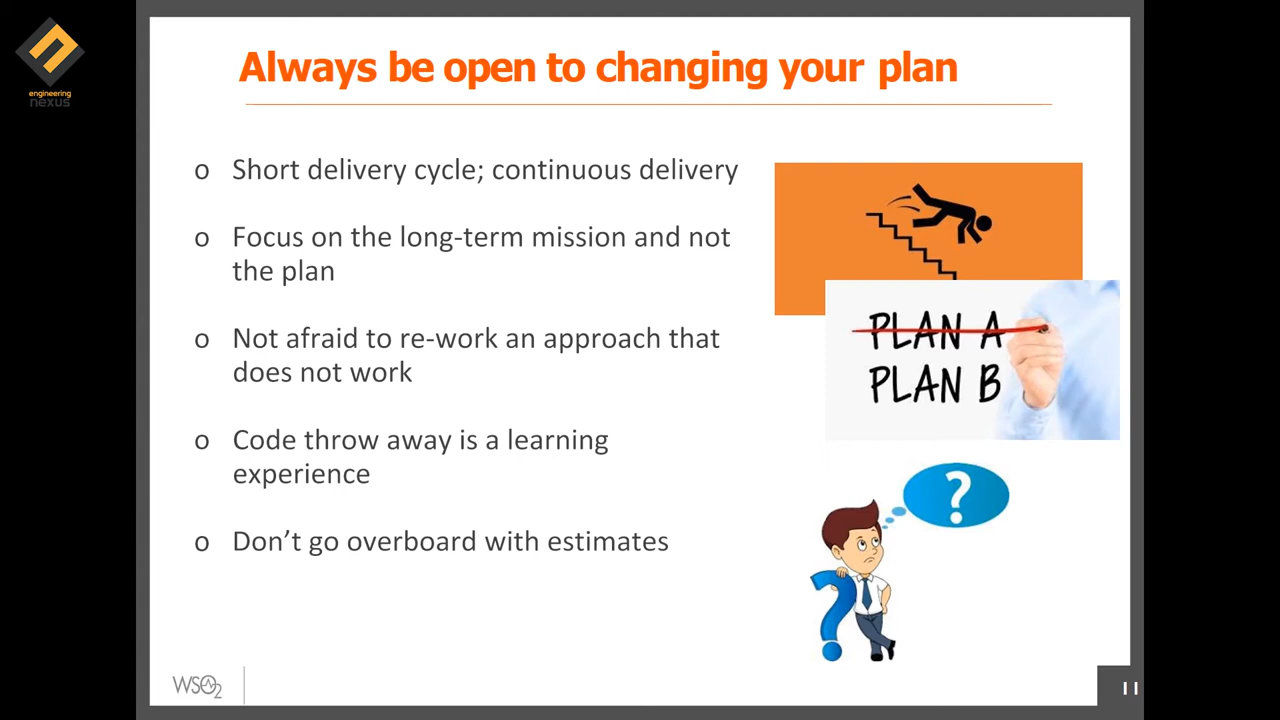 engineering
nexus
Always be open to changing your plan
o Short delivery cycle; continuous delivery
o Focus on the long-term mission and not
the plan
o Not afraid to re-work an approach that
does not work
o Code throw away is a learning
experience
o Don’t go overboard with estimates
PLAN A
PLAN B
?
?
WSO2
11